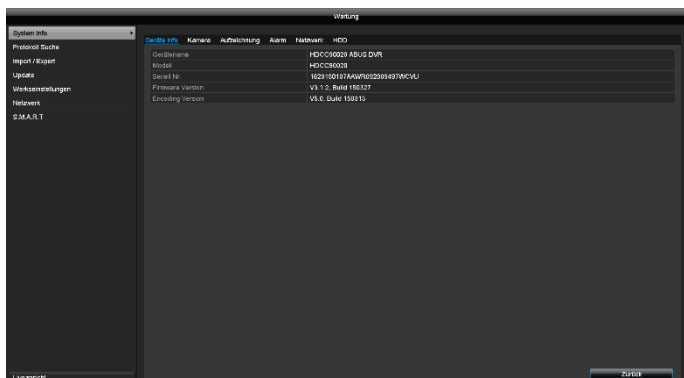 Wartung
System Info
Protokoll Suche
Import / Export
Update
Werkseinstellungen
Netzwerk
S.M.A.R.T
Geräte Info Kamera Aufzeichnung Alarm Netzwerk HDD
Gerätename HDCC90020 ABUS DVR
Modell HDCC90020
Seriell Nr.
Firmware Version V3.1.2, Build 150327
Encoding Version V5.0, Build 150313
Liveansicht
Zurück